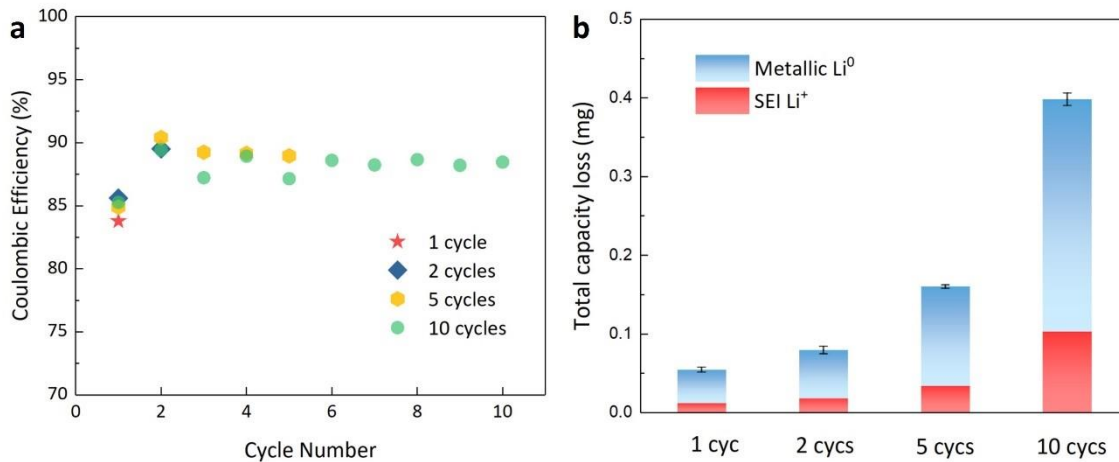 a
Coulombic Efficiency (%)
100
95
90
85
80
75
70
0
2
4
6
8
10
Cycle Number
1 cycle
2 cycles
5 cycles
10 cycles
b
Total capacity loss (mg)
0.5
0.4
0.3
0.2
0.1
0.0
Metallic Li⁰
SEI Li⁺
1 cyc
2 cycs
5 cycs
10 cycs